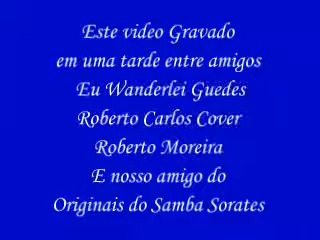 Este video Gravado
em uma tarde entre amigos
Eu Wanderlei Guedes
Roberto Carlos Cover
Roberto Moreira
E nosso amigo do
Originais do Samba Sorates